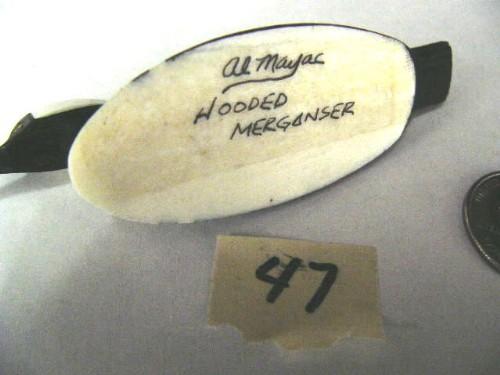 Al Mayac
HOODED
MERGANSER
47